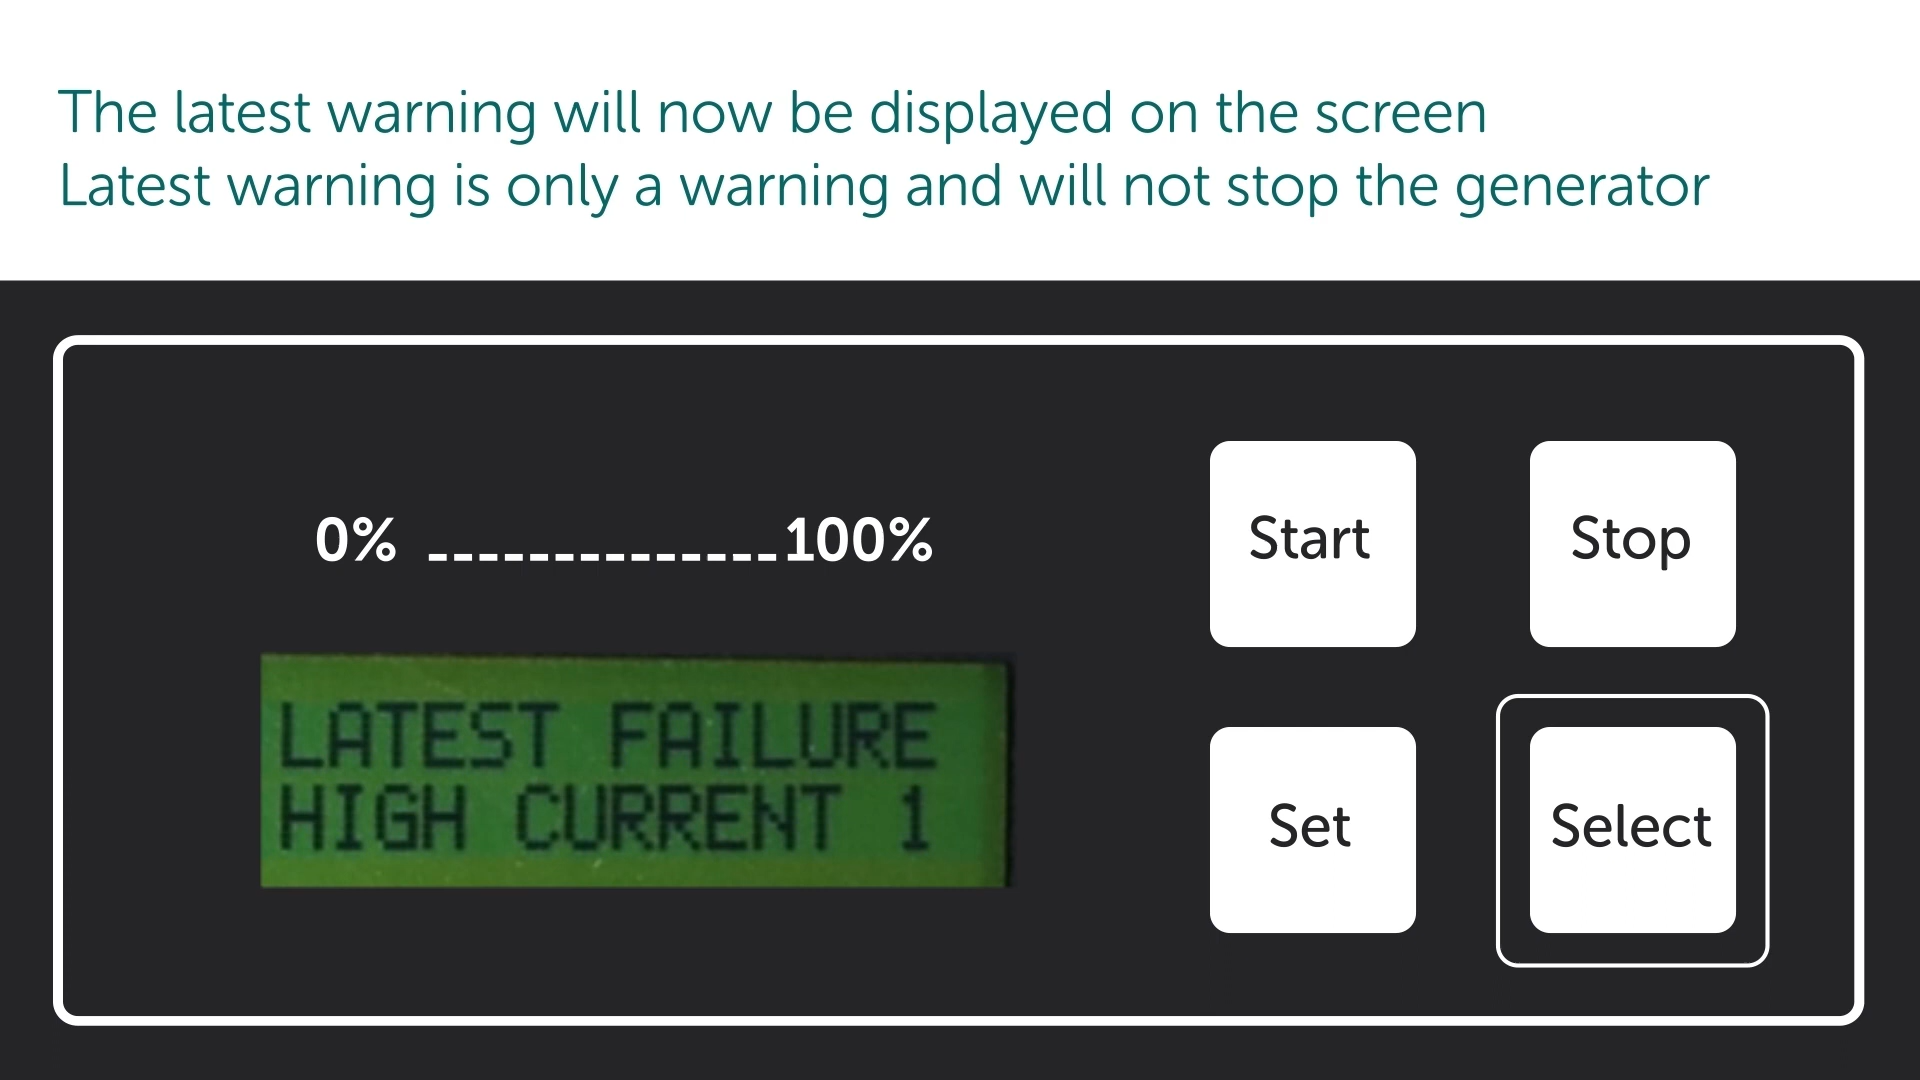 The latest warning will now be displayed on the screen
Latest warning is only a warning and will not stop the generator
0% ______________100%
Start
Stop
LATEST FAILURE
HIGH CURRENT 1
Set
Select